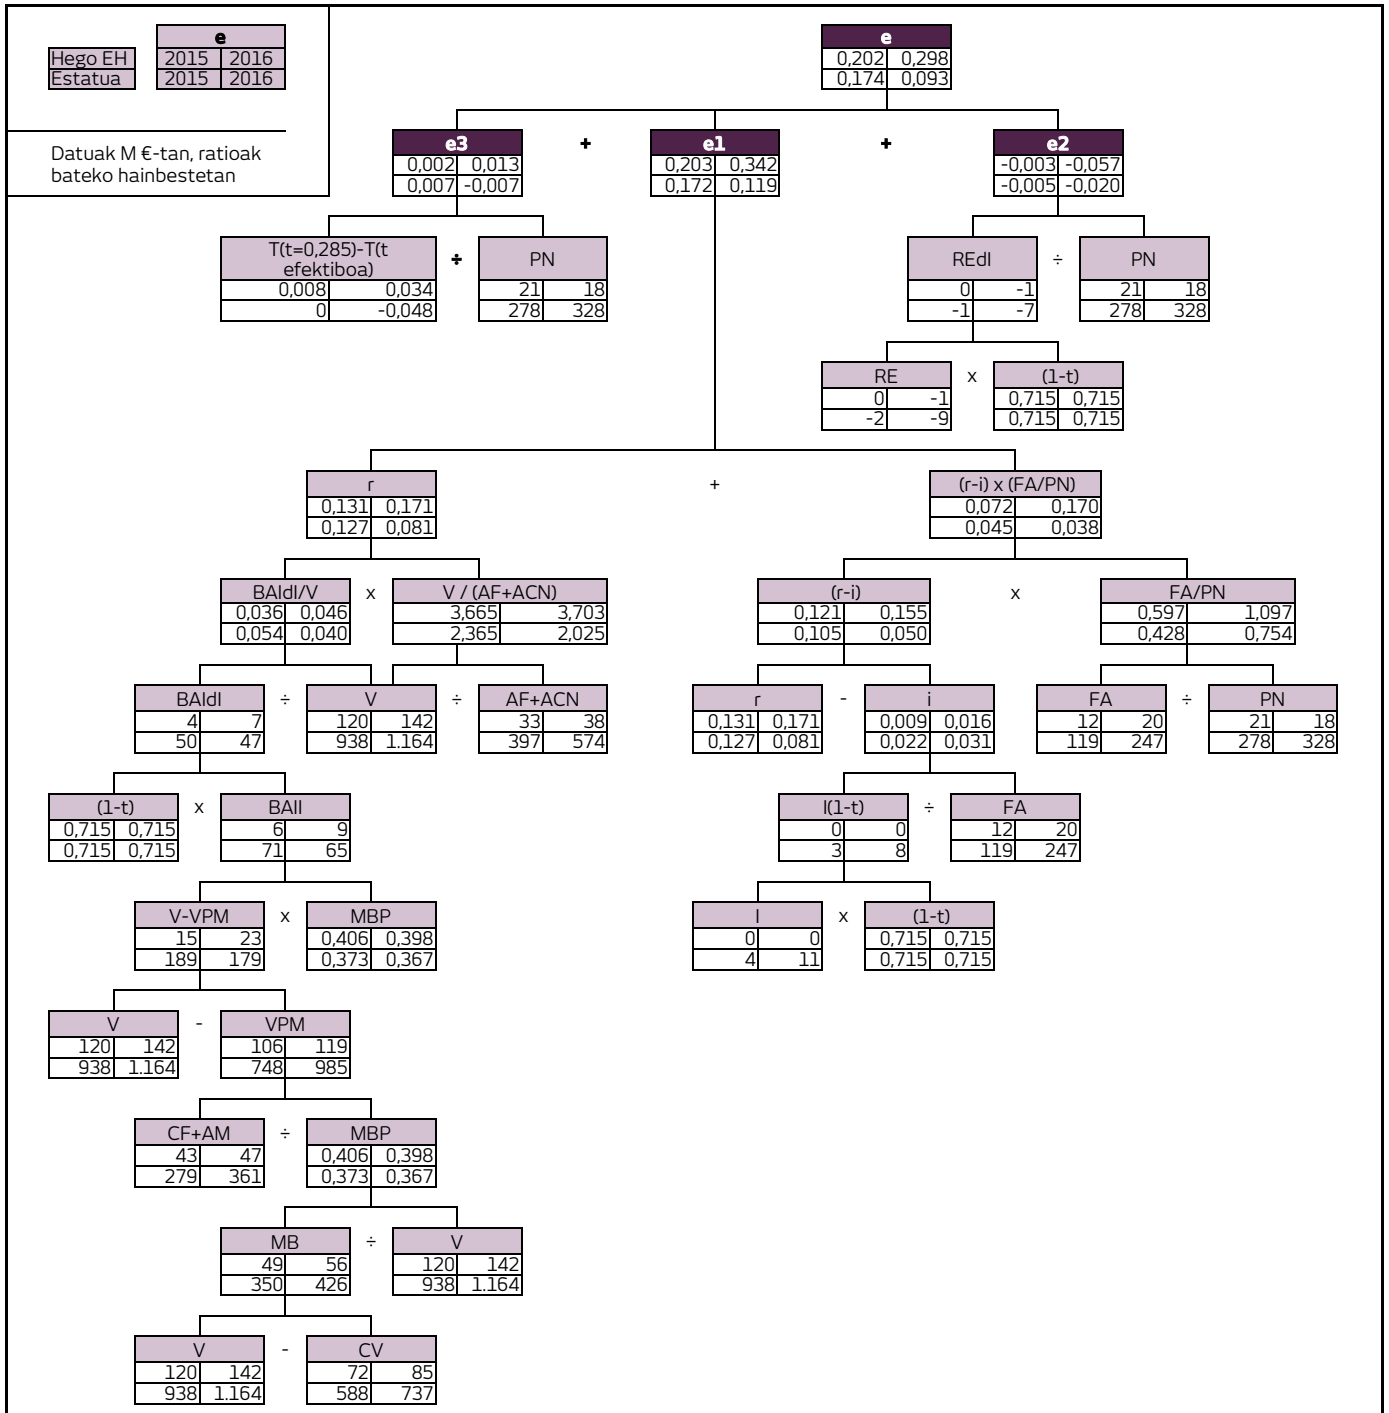 e
Hego EH 2015 2016
Estatua 2015 2016
Datuak M €-tan, ratioak
bateko hainbestetan
e
0,202 0,298
0,174 0,093
e3 + e1 + e2
0,002 0,013 0,203 0,342 -0,003 -0,057
0,007 -0,007 0,172 0,119 -0,005 -0,020
T(t=0,285)-T(t
efektiboa) ÷ PN REdI ÷ PN
0,008 0,034 21 18 0 -1 21 18
0 -0,048 278 328 -1 -7 278 328
RE x (1-t)
0 -1 0,715 0,715
-2 -9 0,715 0,715
r + (r-i) x (FA/PN)
0,131 0,171 0,072 0,170
0,127 0,081 0,045 0,038
BAIdI/V x V / (AF+ACN) (r-i) x FA/PN
0,036 0,046 3,665 3,703 0,121 0,155 0,597 1,097
0,054 0,040 2,365 2,025 0,105 0,050 0,428 0,754
BAIdI ÷ V ÷ AF+ACN r - i FA ÷ PN
4 7 120 142 33 38 0,131 0,171 0,009 0,016 12 20 21 18
50 47 938 1.164 397 574 0,127 0,081 0,022 0,031 119 247 278 328
(1-t) x BAII I(1-t) ÷ FA
0,715 0,715 6 9 0 0 12 20
0,715 0,715 71 65 3 8 119 247
V-VPM x MBP I x (1-t)
15 23 0,406 0,398 0 0 0,715 0,715
189 179 0,373 0,367 4 11 0,715 0,715
V - VPM
120 142 106 119
938 1.164 748 985
CF+AM ÷ MBP
43 47 0,406 0,398
279 361 0,373 0,367
MB ÷ V
49 56 120 142
350 426 938 1.164
V - CV
120 142 72 85
938 1.164 588 737